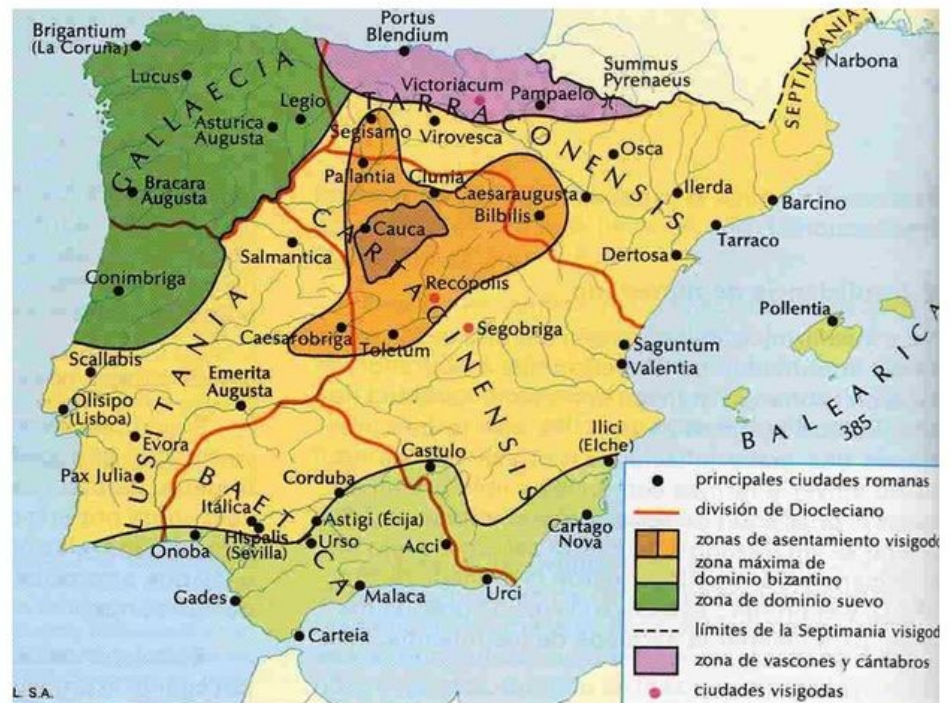 Brigantium
(La Coruña)
Portus
Blendium
Lucus
Legio
Asturica
Augusta
Bracara
Augusta
GALLAECIA
Victoriacum
Pampaelo
Summus
Pyrenaeus
SEPTIMANIA
Narbona
TARRACONENSIS
Segisamo
Virovesca
Osca
Pallantia
Clunia
Caesaraugusta
Ilerda
Barcino
Bilbilis
Tarraco
Cauca
Salmantica
Dertosa
Conimbriga
CARTACINENSIS
Recópolis
Pollentia
Caesarobriga
Toletum
Segobriga
Saguntum
Valentia
BALEARICA
385
Scallabis
LUSITANIA
Emerita
Augusta
Olisipo
(Lisboa)
Evora
Pax Julia
Ilici
(Elche)
Castulo
BAETICA
Corduba
Itálica
Hispalis
(Sevilla)
Astigi (Écija)
Urso
Onoba
Acci
Cartago
Nova
Gades
Malaca
Urci
Carteia
principales ciudades romanas
división de Diocleciano
zonas de asentamiento visigodo
zona máxima de
dominio bizantino
zona de dominio suevo
límites de la Septimania visigod
zona de vascones y cántabros
ciudades visigodas
L. S.A.